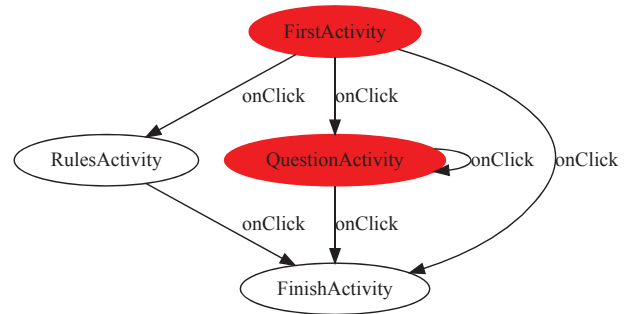 FirstActivity
onClick
onClick
RulesActivity
QuestionActivity
onClick
onClick
onClick
onClick
FinishActivity